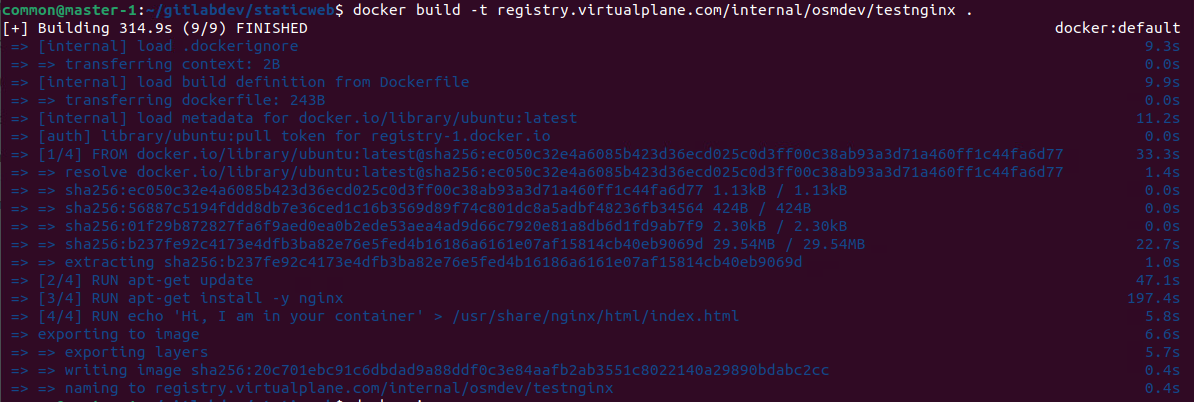 common@master-1:~/gitlabdev/staticweb$ docker build -t registry.virtualplane.com/internal/osmdev/testnginx .
[+] Building 314.9s (9/9) FINISHED docker:default
=> [internal] load .dockerignore 9.3s
=> => transferring context: 2B 0.0s
=> [internal] load build definition from Dockerfile 9.9s
=> => transferring dockerfile: 243B 0.0s
=> [internal] load metadata for docker.io/library/ubuntu:latest 11.2s
=> [auth] library/ubuntu:pull token for registry-1.docker.io 0.0s
=> [1/4] FROM docker.io/library/ubuntu:latest@sha256:ec050c32e4a6085b423d36ecd025c0d3ff00c38ab93a3d71a460ff1c44fa6d77 33.3s
=> => resolve docker.io/library/ubuntu:latest@sha256:ec050c32e4a6085b423d36ecd025c0d3ff00c38ab93a3d71a460ff1c44fa6d77 1.4s
=> => sha256:ec050c32e4a6085b423d36ecd025c0d3ff00c38ab93a3d71a460ff1c44fa6d77 1.13kB / 1.13kB 0.0s
=> => sha256:56887c5194fddd8db7e36ced1c16b3569d89f74c801dc8a5adbf48236fb34564 424B / 424B 0.0s
=> => sha256:01f29b872827fa6f9aed0ea0b2ede53aea4ad9d66c7920e81a8db6d1fd9ab7f9 2.30kB / 2.30kB 0.0s
=> => sha256:b237fe92c4173e4dfb3ba82e76e5fed4b16186a6161e07af15814cb40eb9069d 29.54MB / 29.54MB 22.7s
=> => extracting sha256:b237fe92c4173e4dfb3ba82e76e5fed4b16186a6161e07af15814cb40eb9069d 1.0s
=> [2/4] RUN apt-get update 47.1s
=> [3/4] RUN apt-get install -y nginx 197.4s
=> [4/4] RUN echo 'Hi, I am in your container' > /usr/share/nginx/html/index.html 5.8s
=> exporting to image 6.6s
=> => exporting layers 5.7s
=> => writing image sha256:20c701ebc91c6dbdad9a88ddf0c3e84aafb2ab3551c8022140a29890bdabc2cc 0.4s
=> => naming to registry.virtualplane.com/internal/osmdev/testnginx 0.4s